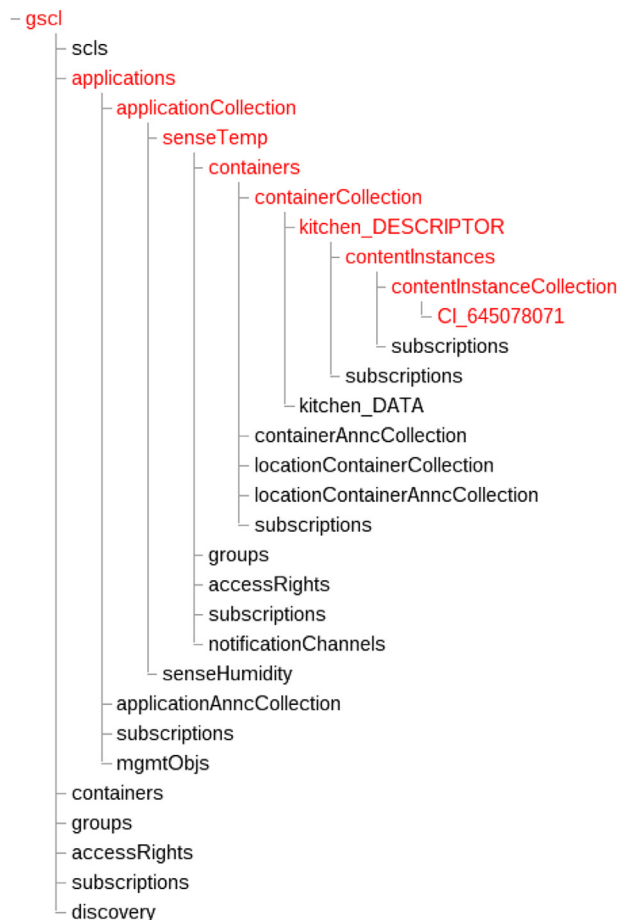 gscl
scls
applications
applicationCollection
senseTemp
containers
containerCollection
kitchen_DESCRIPTOR
contentInstances
contentInstanceCollection
CI_645078071
subscriptions
subscriptions
kitchen_DATA
containerAnncCollection
locationContainerCollection
locationContainerAnncCollection
subscriptions
groups
accessRights
subscriptions
notificationChannels
senseHumidity
applicationAnncCollection
subscriptions
mgmtObjs
containers
groups
accessRights
subscriptions
discovery